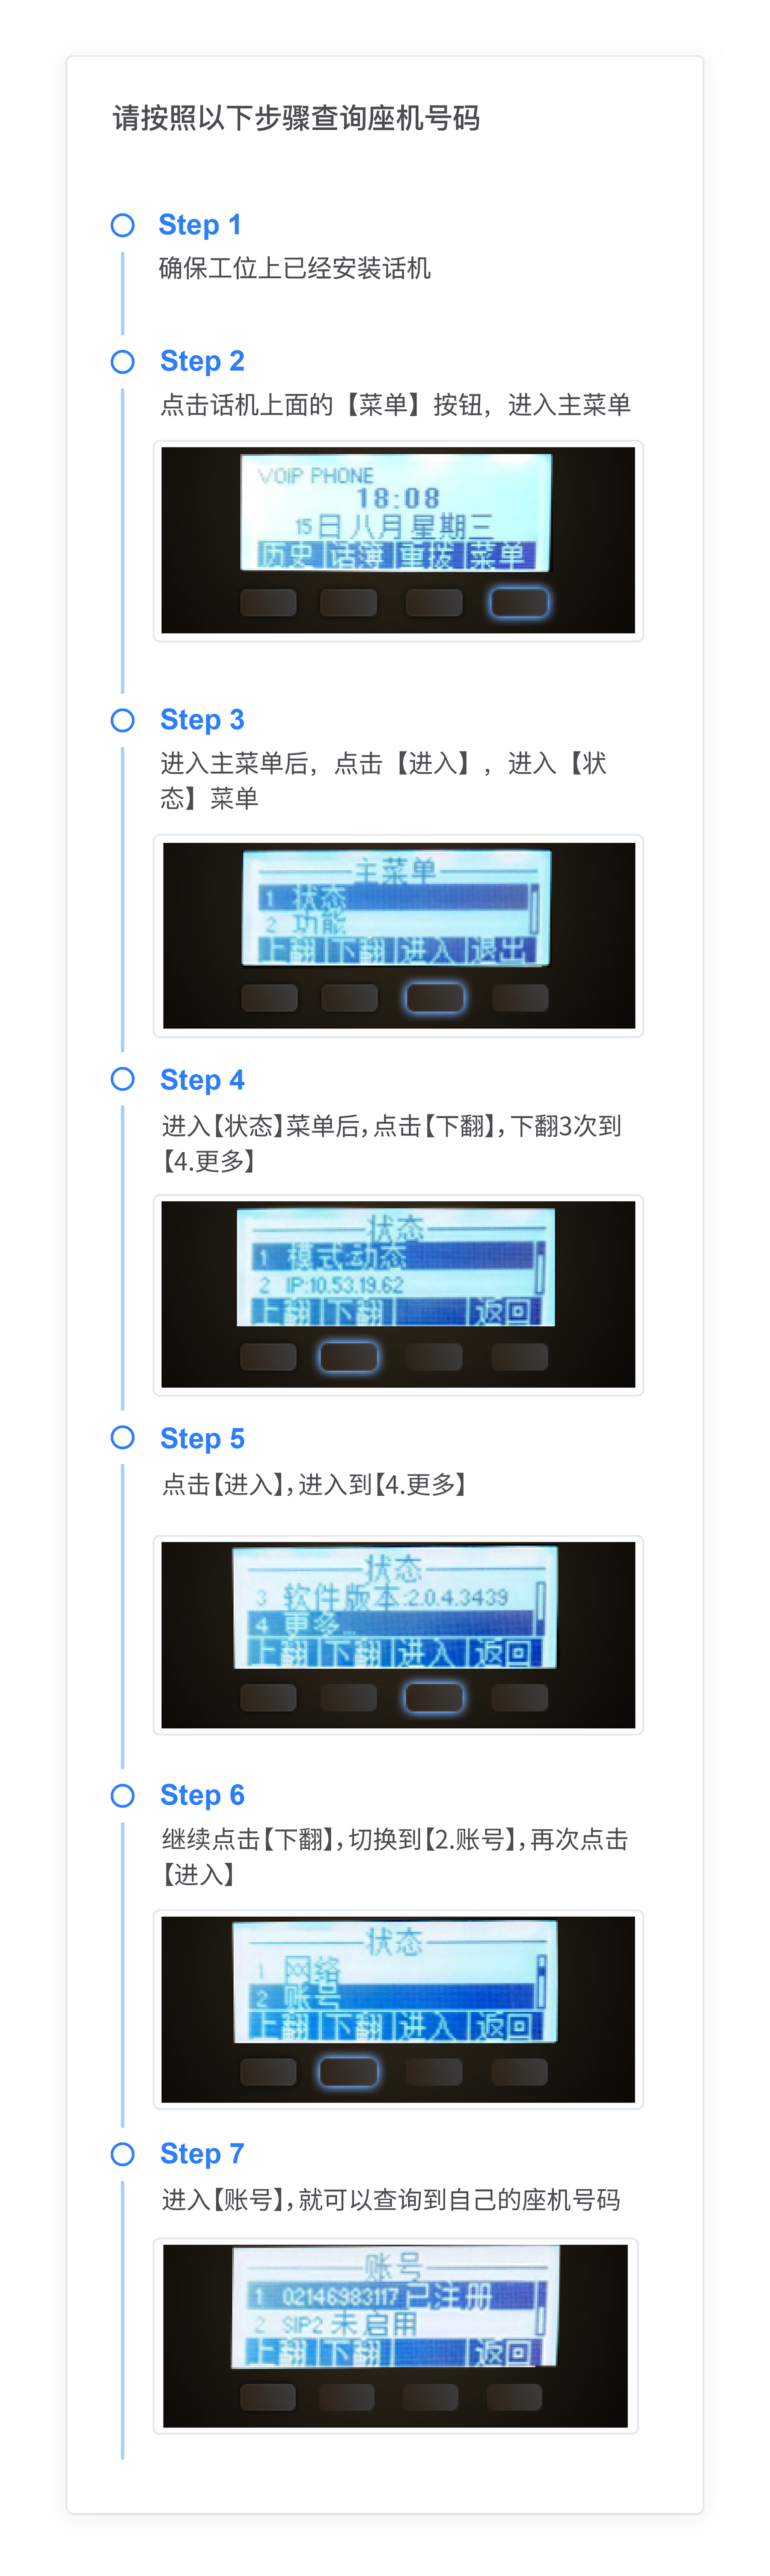 请按照以下步骤查询座机号码
Step 1
确保工位上已经安装话机
Step 2
点击话机上面的【菜单】按钮，进入主菜单
VOIP PHONE
18:08
15日 八月 星期三
历史 话簿 重拨 菜单
Step 3
进入主菜单后，点击【进入】，进入【状
态】菜单
主菜单
1 状态
2 功能
上翻 下翻 进入 退出
Step 4
进入【状态】菜单后，点击【下翻】，下翻3次到
【4.更多】
状态
1 模式:动态
2 IP:10.53.19.62
上翻 下翻 返回
Step 5
点击【进入】，进入到【4.更多】
状态
3 软件版本:2.0.4.3439
4 更多...
上翻 下翻 进入 返回
Step 6
继续点击【下翻】，切换到【2.账号】，再次点击
【进入】
状态
1 网络
2 账号
上翻 下翻 进入 返回
Step 7
进入【账号】，就可以查询到自己的座机号码
账号
1 02146983117 已注册
2 SIP2 未启用
上翻 下翻 返回